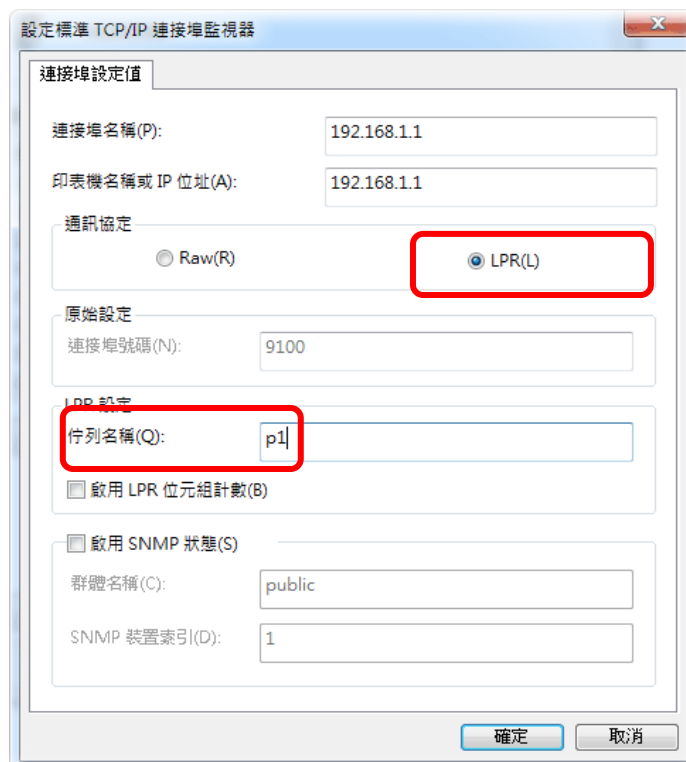 設定標準 TCP/IP 連接埠監視器
連接埠設定值
連接埠名稱(P): 192.168.1.1
印表機名稱或 IP 位址(A): 192.168.1.1
通訊協定
Raw(R) LPR(L)
原始設定
連接埠號碼(N): 9100
LPR 設定
佇列名稱(Q): p1
啟用 LPR 位元組計數(B)
啟用 SNMP 狀態(S)
群體名稱(C): public
SNMP 裝置索引(D): 1
確定 取消